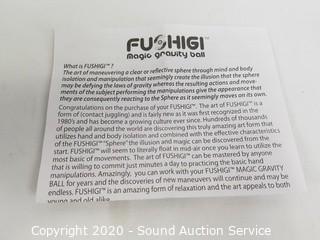 FUSHIGI™
magic gravity ball
What is FUSHIGI™ ?
The art of maneuvering a clear or reflective sphere through mind and body
isolation and manipulation that seemingly create the illusion that the sphere
may be defying the laws of gravity whereas the resulting actions and move-
ments of the subject performing the manipulations give the appearance that
they are consequently reacting to the Sphere as it seemingly moves on its own.
Congratulations on the purchase of your FUSHIGI™. The art of FUSHIGI™ is a
form of (contact juggling) and is fairly new as it was first recognized in the
1980's and has become a growing culture ever since. Hundreds of thousands
of people all around the world are discovering this truly amazing art form that
utilizes hand and body isolation and combined with the effective characteristics
of the FUSHIGI™ "Sphere" the illusion and magic can be discovered from the
start. FUSHIGI™ will seem to literally float in mid-air once you learn to utilize the
most basic of movements. The art of FUSHIGI™ can be mastered by anyone
that is willing to commit just minutes a day to practicing the basic hand
manipulations. Amazingly, you can work with your FUSHIGI™ MAGIC GRAVITY
BALL for years and the discoveries of new maneuvers will continue and may be
endless. FUSHIGI™ is an amazing form of relaxation and the art appeals to both
young and old alike.
Copyright 2020 - Sound Auction Service